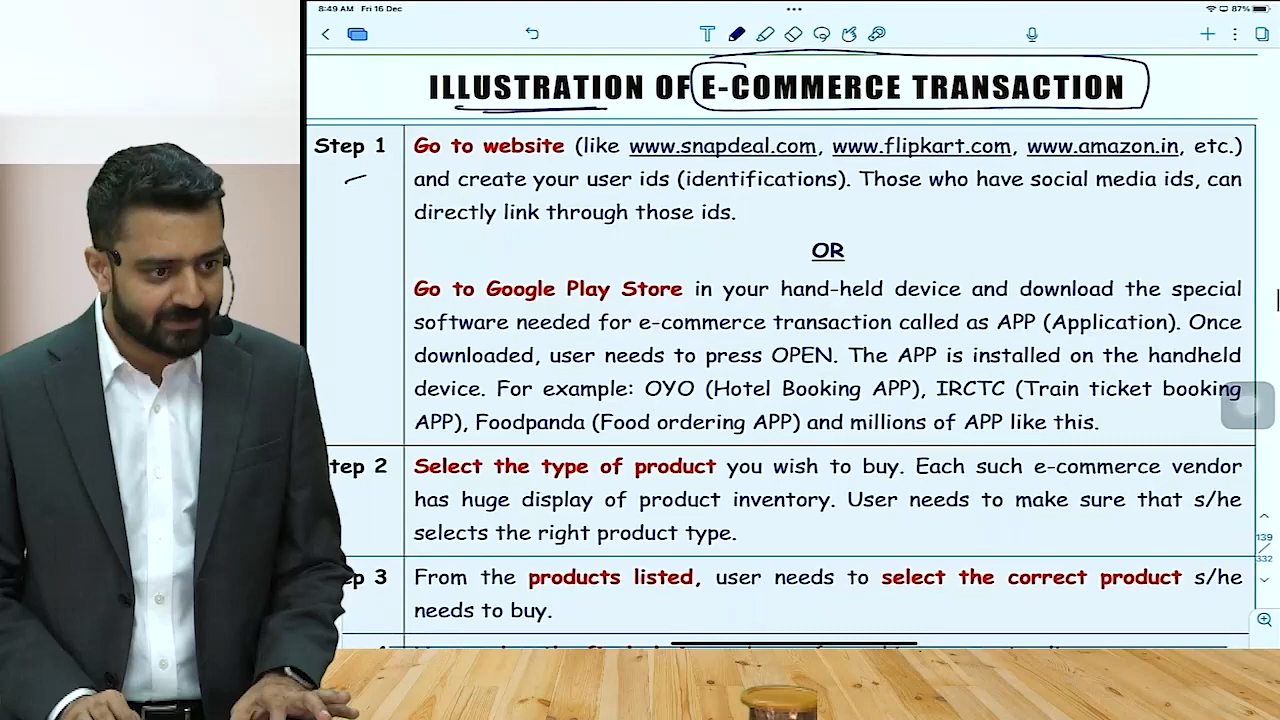 8:49 AM Fri 16 Dec
87%
ILLUSTRATION OF E-COMMERCE TRANSACTION
Step 1
Go to website (like www.snapdeal.com, www.flipkart.com, www.amazon.in, etc.)
and create your user ids (identifications). Those who have social media ids, can
directly link through those ids.
OR
Go to Google Play Store in your hand-held device and download the special
software needed for e-commerce transaction called as APP (Application). Once
downloaded, user needs to press OPEN. The APP is installed on the handheld
device. For example: OYO (Hotel Booking APP), IRCTC (Train ticket booking
APP), Foodpanda (Food ordering APP) and millions of APP like this.
tep 2
Select the type of product you wish to buy. Each such e-commerce vendor
has huge display of product inventory. User needs to make sure that s/he
selects the right product type.
ep 3
From the products listed, user needs to select the correct product s/he
needs to buy.
139
332